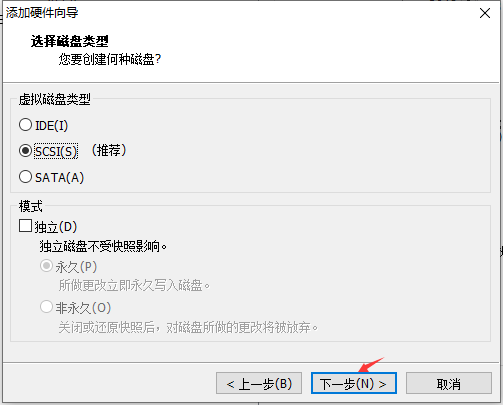 添加硬件向导
选择磁盘类型
您要创建何种磁盘?
虚拟磁盘类型
IDE(I)
SCSI(S) (推荐)
SATA(A)
模式
独立(D)
独立磁盘不受快照影响。
永久(P)
所做更改立即永久写入磁盘。
非永久(O)
关闭或还原快照后，对磁盘所做的更改将被放弃。
< 上一步(B) 下一步(N) > 取消